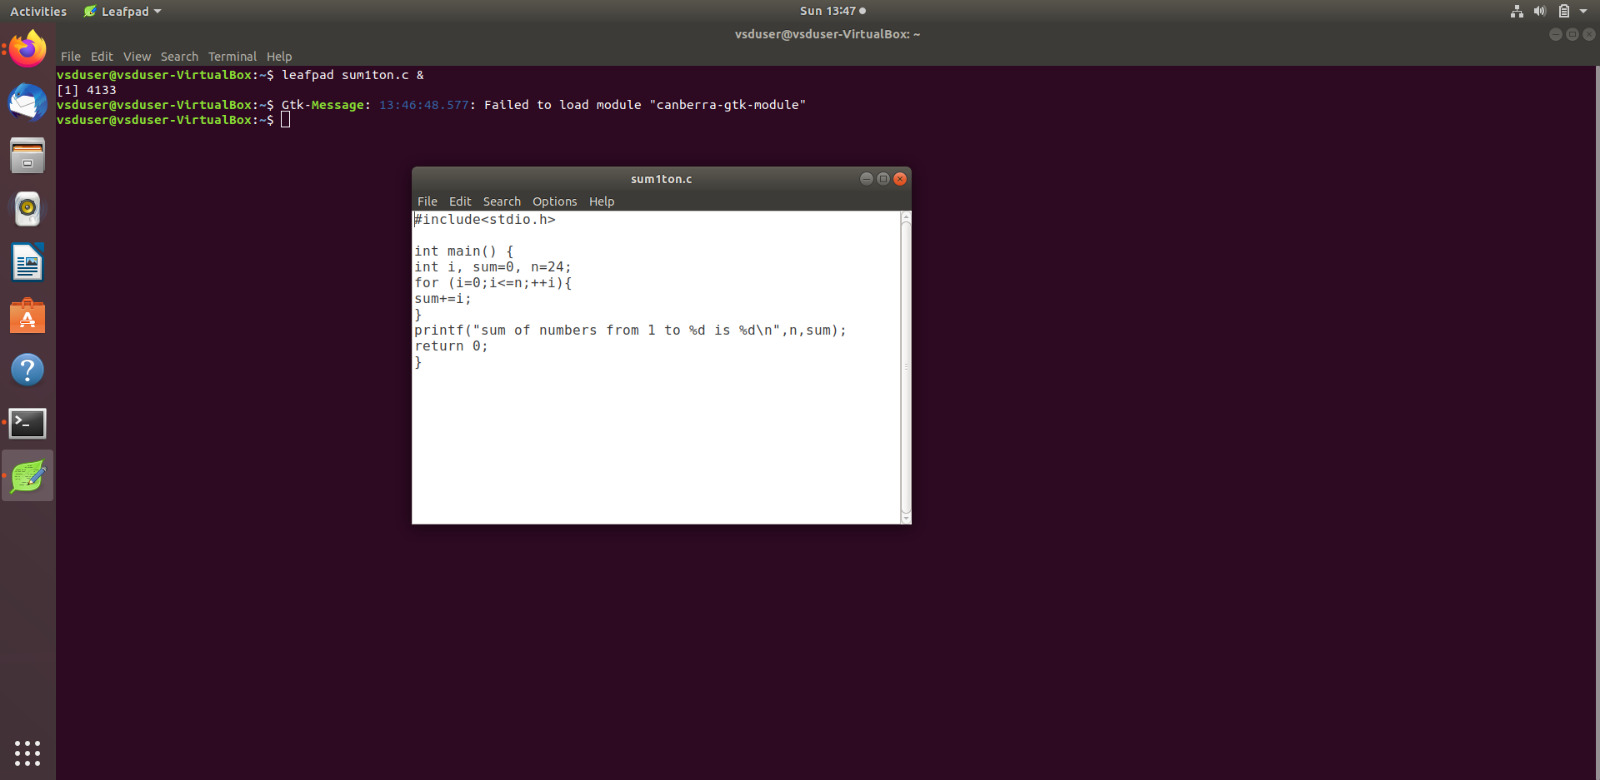 Activities Leafpad Sun 13:47
vsduser@vsduser-VirtualBox: ~
File Edit View Search Terminal Help
vsduser@vsduser-VirtualBox:~$ leafpad sum1ton.c &
[1] 4133
vsduser@vsduser-VirtualBox:~$ Gtk-Message: 13:46:48.577: Failed to load module "canberra-gtk-module"
vsduser@vsduser-VirtualBox:~$
sum1ton.c
File Edit Search Options Help
#include<stdio.h>
int main() {
int i, sum=0, n=24;
for (i=0;i<=n;++i){
sum+=i;
}
printf("sum of numbers from 1 to %d is %d\n",n,sum);
return 0;
}